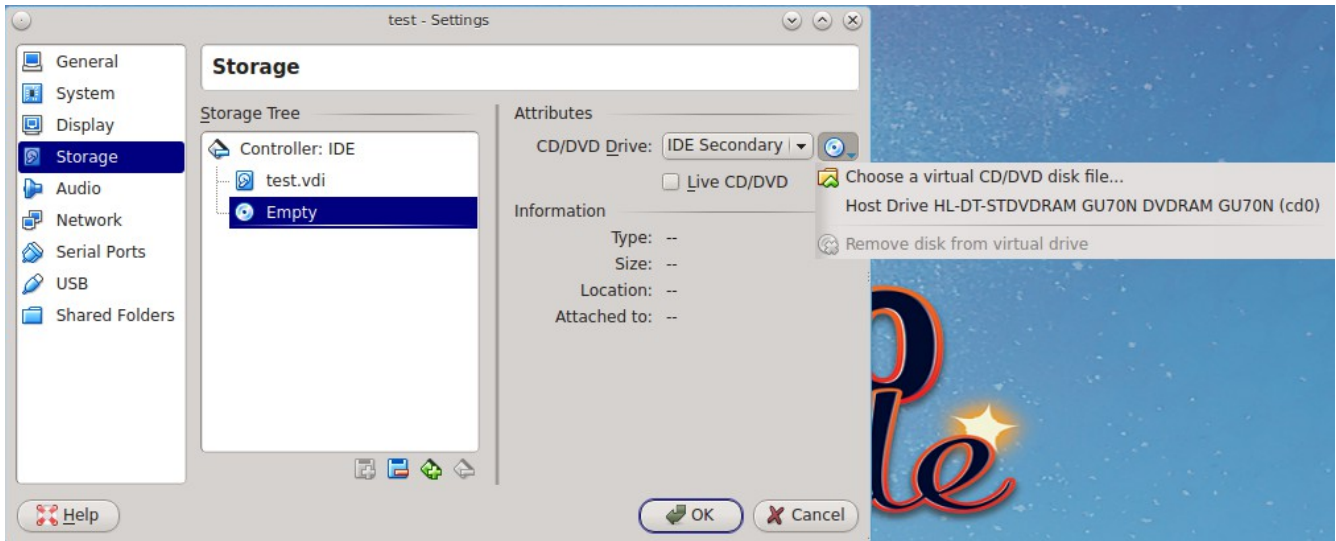 test - Settings
General
System
Display
Storage
Audio
Network
Serial Ports
USB
Shared Folders
Storage
Storage Tree
Controller: IDE
test.vdi
Empty
Attributes
CD/DVD Drive: IDE Secondary
Live CD/DVD
Information
Type: --
Size: --
Location: --
Attached to: --
Choose a virtual CD/DVD disk file...
Host Drive HL-DT-STDVDRAM GU70N DVDRAM GU70N (cd0)
Remove disk from virtual drive
Help
OK
Cancel